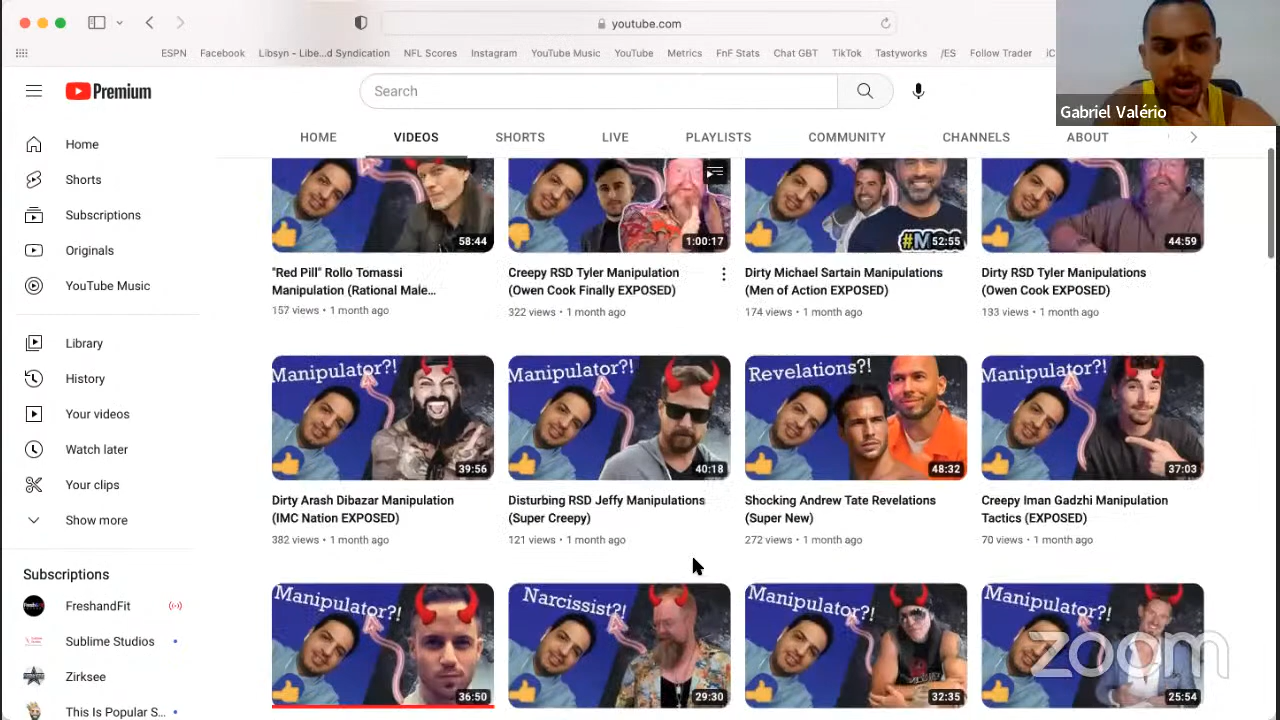 youtube.com
ESPN Facebook Libsyn - Libe...d Syndication NFL Scores Instagram YouTube Music YouTube Metrics FnF Stats Chat GBT TikTok Tastyworks /ES Follow Trader
Gabriel Valério
Premium
Search
HOME VIDEOS SHORTS LIVE PLAYLISTS COMMUNITY CHANNELS ABOUT
Home
Shorts
Subscriptions
Originals
YouTube Music
Library
History
Your videos
Watch later
Your clips
Show more
Subscriptions
FreshandFit
Sublime Studios
Zirksee
This Is Popular S...
58:44
1:00:17
52:55
44:59
"Red Pill" Rollo Tomassi
Manipulation (Rational Male...
157 views • 1 month ago
Creepy RSD Tyler Manipulation
(Owen Cook Finally EXPOSED)
322 views • 1 month ago
Dirty Michael Sartain Manipulations
(Men of Action EXPOSED)
174 views • 1 month ago
Dirty RSD Tyler Manipulations
(Owen Cook EXPOSED)
133 views • 1 month ago
Manipulator?!
39:56
Manipulator?!
40:18
Revelations?!
48:32
Manipulator?!
37:03
Dirty Arash Dibazar Manipulation
(IMC Nation EXPOSED)
382 views • 1 month ago
Disturbing RSD Jeffy Manipulations
(Super Creepy)
121 views • 1 month ago
Shocking Andrew Tate Revelations
(Super New)
272 views • 1 month ago
Creepy Iman Gadzhi Manipulation
Tactics (EXPOSED)
70 views • 1 month ago
Manipulator?!
36:50
Narcissist?!
29:30
Manipulator?!
32:35
Manipulator?!
25:54
zoom